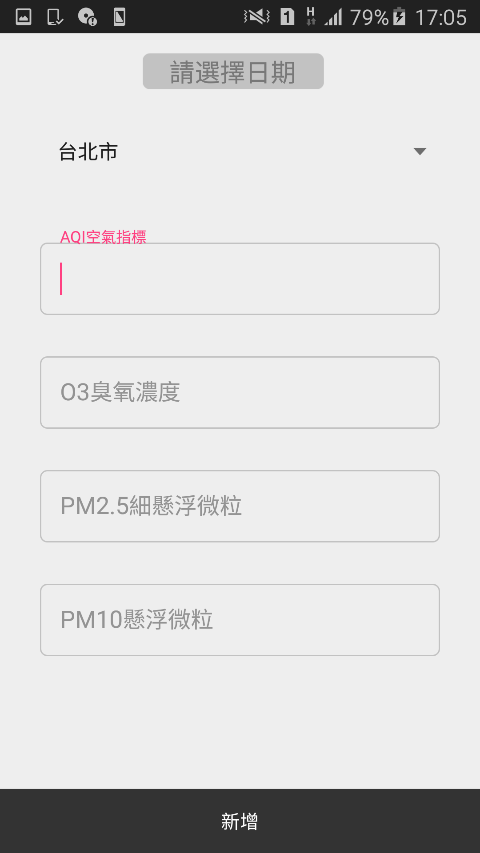 1 H 79% 17:05
請選擇日期
台北市
AQI空氣指標
O3臭氧濃度
PM2.5細懸浮微粒
PM10懸浮微粒
新增